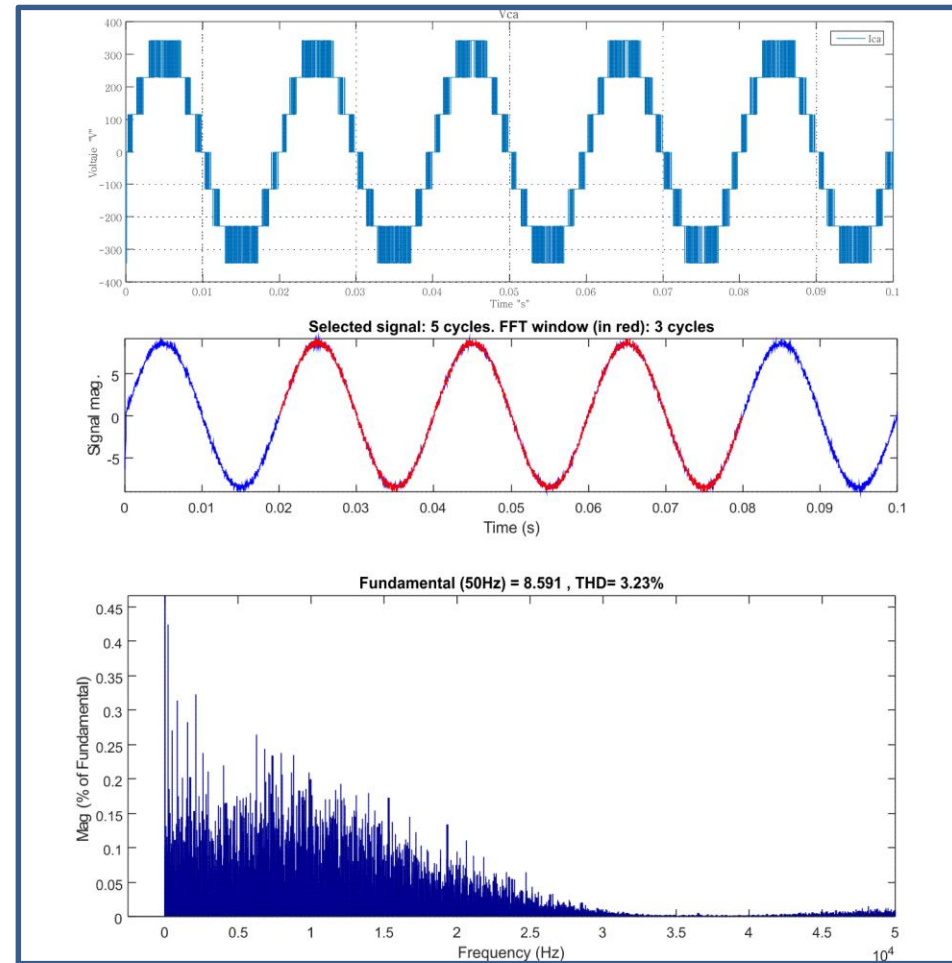 Vca
Ica
400
300
200
100
0
-100
-200
-300
-400
Voltaje "V"
0 0.01 0.02 0.03 0.04 0.05 0.06 0.07 0.08 0.09 0.1
Time "s"
Selected signal: 5 cycles. FFT window (in red): 3 cycles
5
0
-5
Signal mag.
0 0.01 0.02 0.03 0.04 0.05 0.06 0.07 0.08 0.09 0.1
Time (s)
Fundamental (50Hz) = 8.591 , THD= 3.23%
0.45
0.4
0.35
0.3
0.25
0.2
0.15
0.1
0.05
0
Mag (% of Fundamental)
0 0.5 1 1.5 2 2.5 3 3.5 4 4.5 5
Frequency (Hz)
10^4